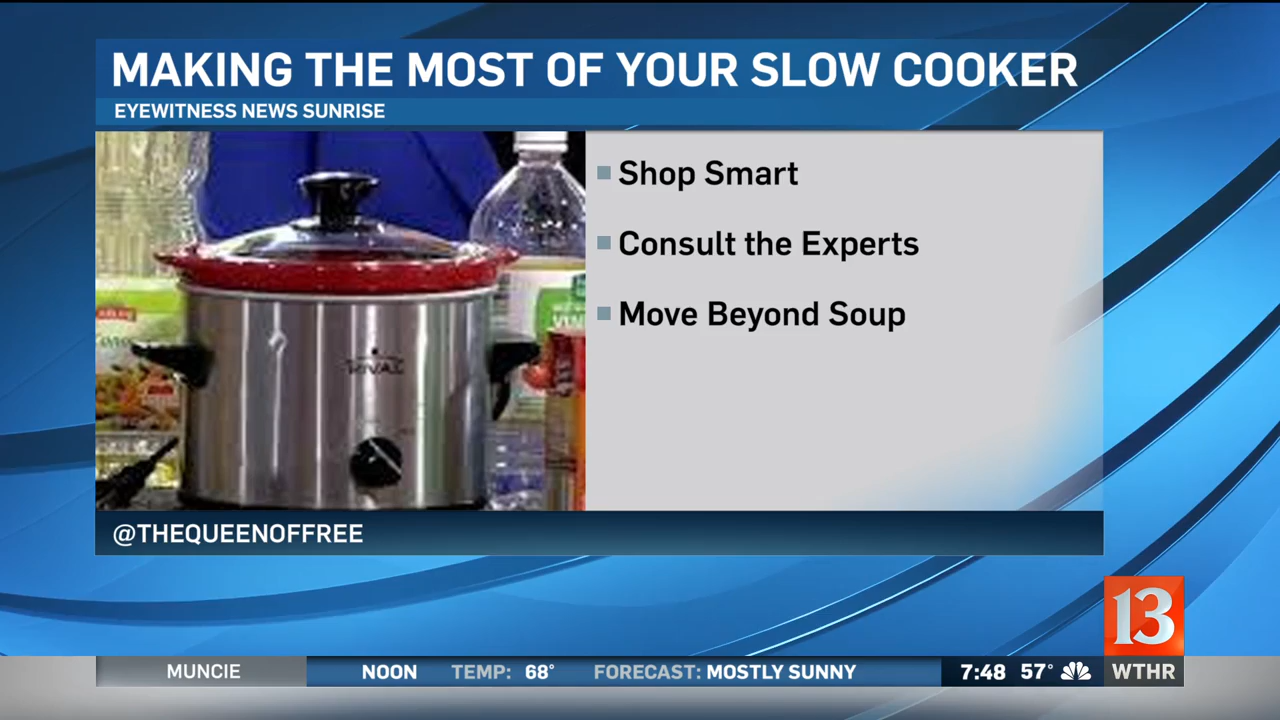 MAKING THE MOST OF YOUR SLOW COOKER
EYEWITNESS NEWS SUNRISE
Shop Smart
Consult the Experts
Move Beyond Soup
RIVAL
@THEQUEENOFFREE
13
WTHR
MUNCIE
NOON TEMP: 68° FORECAST: MOSTLY SUNNY
7:48 57°